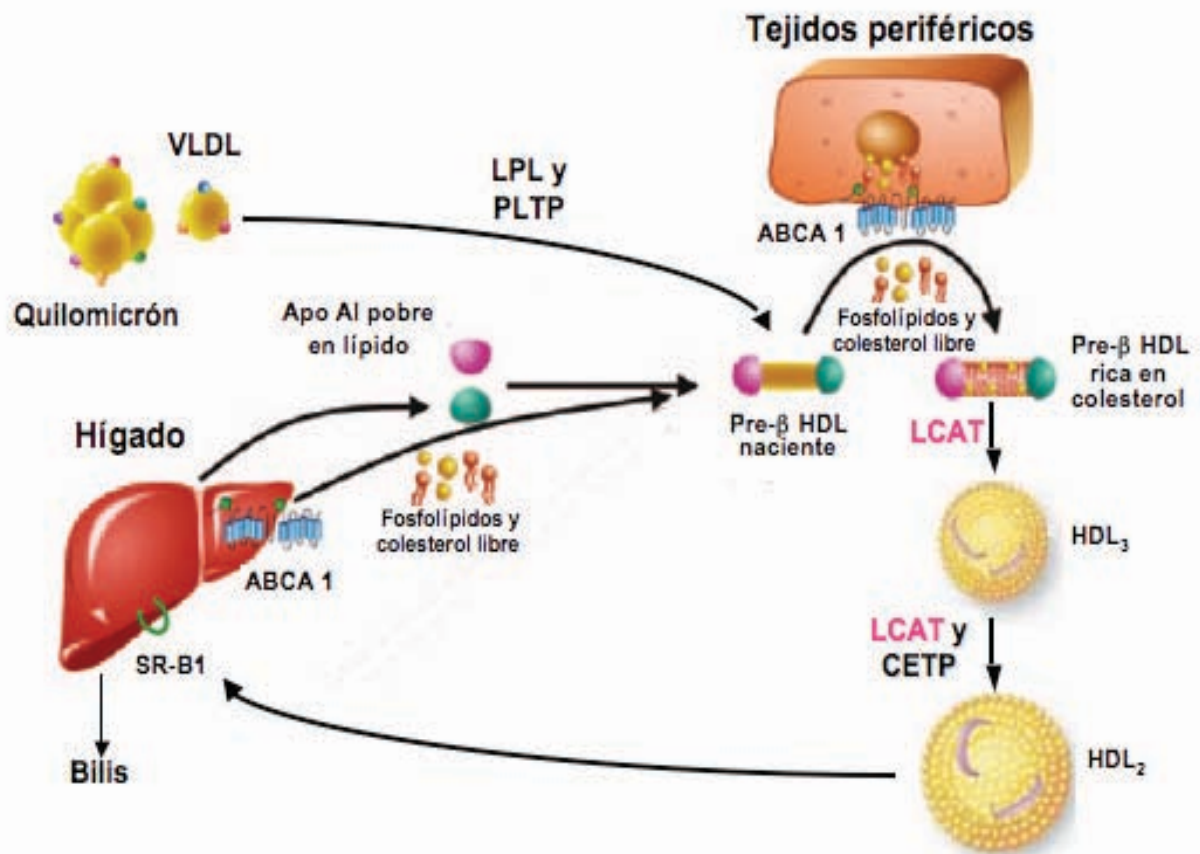 Tejidos periféricos
VLDL
LPL y
PLTP
ABCA 1
Quilomicrón
Apo AI pobre
en lípido
Fosfolípidos y
colesterol libre
Pre-β HDL
rica en
colesterol
Pre-β HDL
naciente
LCAT
Hígado
Fosfolípidos y
colesterol libre
ABCA 1
HDL₃
SR-B1
LCAT y
CETP
Bilis
HDL₂